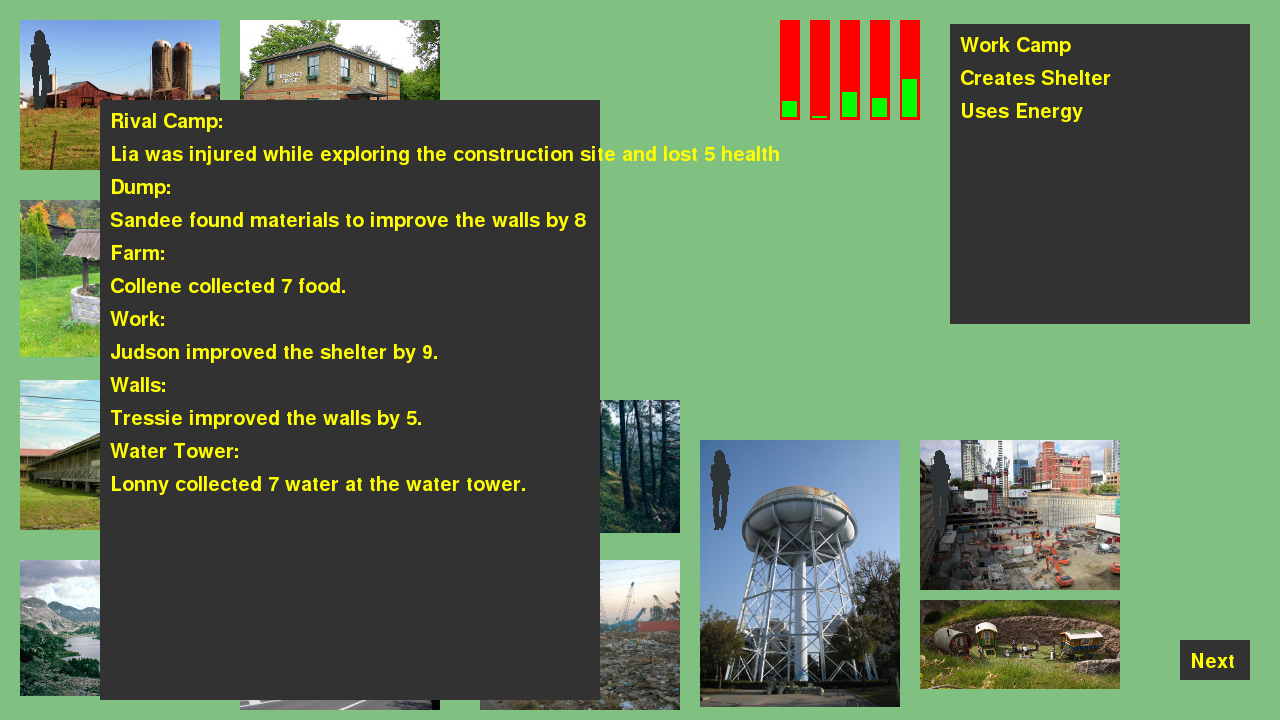 Rival Camp:
Lia was injured while exploring the construction site and lost 5 health
Dump:
Sandee found materials to improve the walls by 8
Farm:
Collene collected 7 food.
Work:
Judson improved the shelter by 9.
Walls:
Tressie improved the walls by 5.
Water Tower:
Lonny collected 7 water at the water tower.
Work Camp
Creates Shelter
Uses Energy
Next